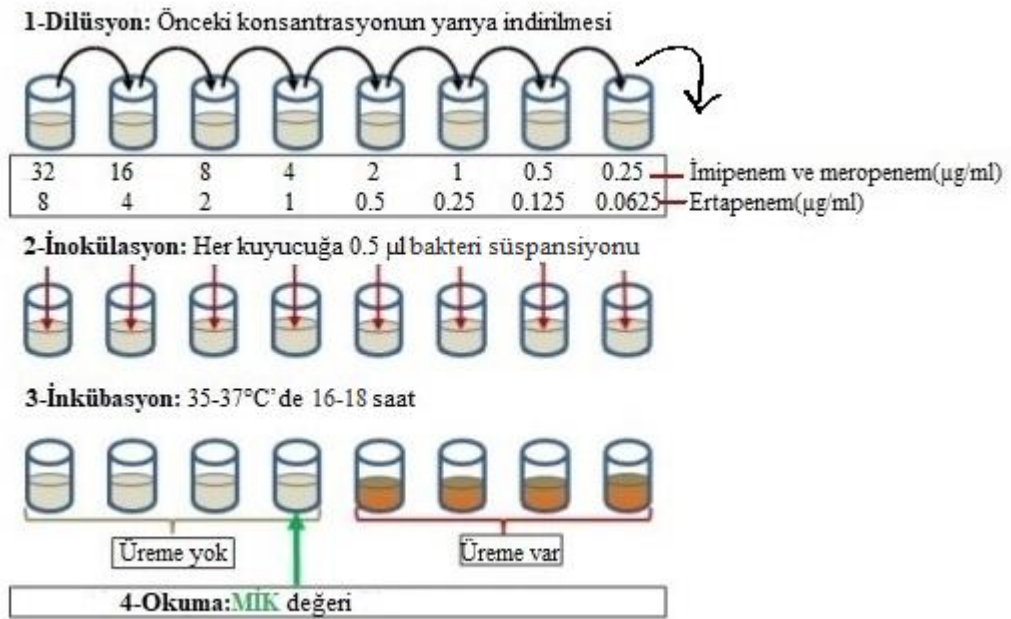 1-Dilüsyon: Önceki konsantrasyonun yarıya indirilmesi
32 16 8 4 2 1 0.5 0.25 İmipenem ve meropenem(µg/ml)
8 4 2 1 0.5 0.25 0.125 0.0625 Ertapenem(µg/ml)
2-İnokülasyon: Her kuyucuğa 0.5 µl bakteri süspansiyonu
3-İnkübasyon: 35-37°C'de 16-18 saat
Üreme yok Üreme var
4-Okuma:MİK değeri